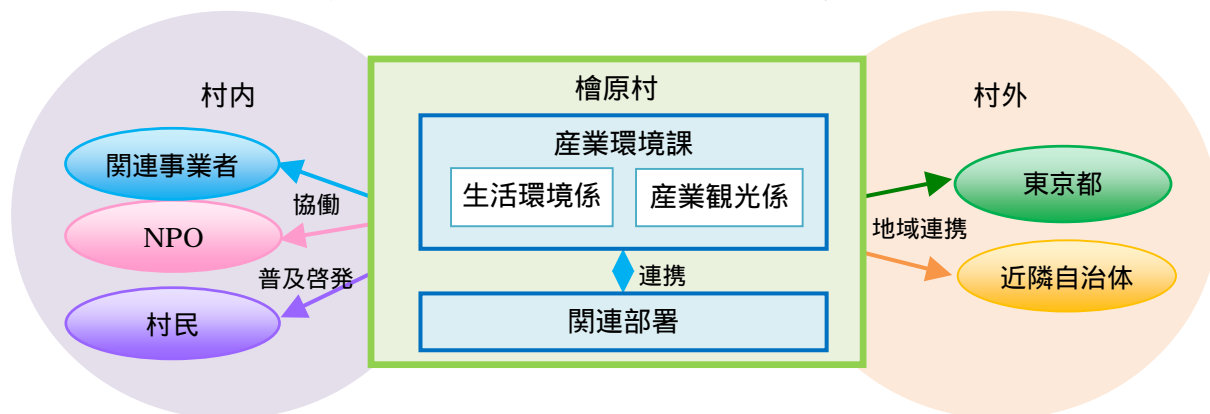 村内
関連事業者
協働
NPO
普及啓発
村民
檜原村
産業環境課
生活環境係
産業観光係
連携
関連部署
村外
東京都
地域連携
近隣自治体